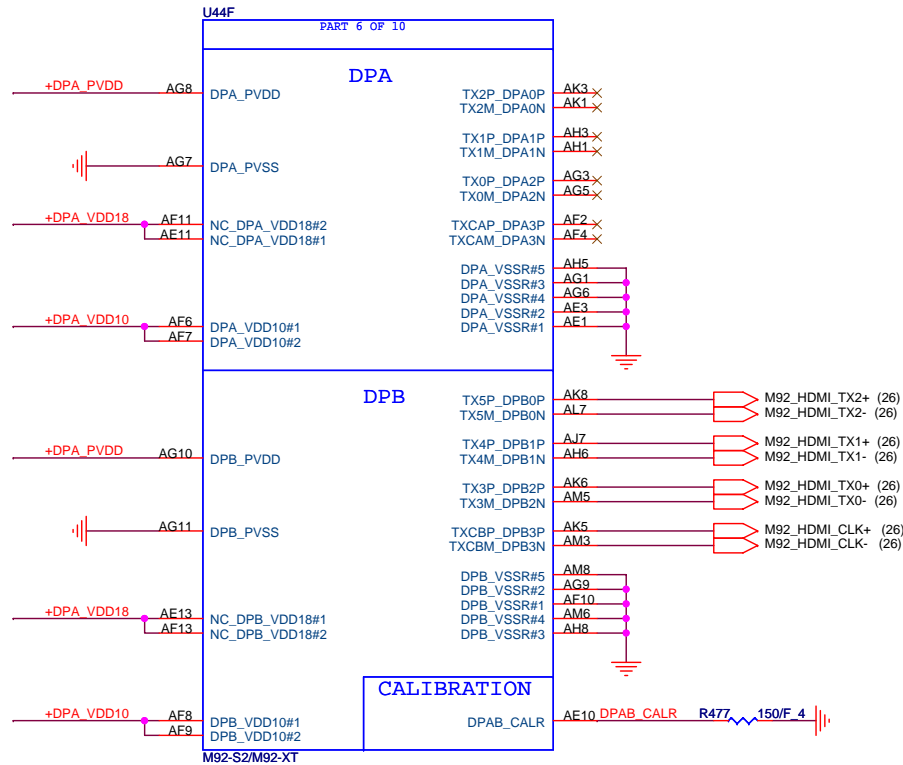 U44F
PART 6 OF 10
DPA
+DPA_PVDD AG8 DPA_PVDD
TX2P_DPA0P AK3
TX2M_DPA0N AK1
TX1P_DPA1P AH3
TX1M_DPA1N AH1
AG7 DPA_PVSS
TX0P_DPA2P AG3
TX0M_DPA2N AG5
+DPA_VDD18 AF11 NC_DPA_VDD18#2
AE11 NC_DPA_VDD18#1
TXCAP_DPA3P AF2
TXCAM_DPA3N AF4
DPA_VSSR#5 AH5
DPA_VSSR#3 AG1
DPA_VSSR#4 AG6
DPA_VSSR#2 AE3
DPA_VSSR#1 AE1
+DPA_VDD10 AF6 DPA_VDD10#1
AF7 DPA_VDD10#2
DPB
TX5P_DPB0P AK8 M92_HDMI_TX2+ (26)
TX5M_DPB0N AL7 M92_HDMI_TX2- (26)
TX4P_DPB1P AJ7 M92_HDMI_TX1+ (26)
TX4M_DPB1N AH6 M92_HDMI_TX1- (26)
+DPA_PVDD AG10 DPB_PVDD
TX3P_DPB2P AK6 M92_HDMI_TX0+ (26)
TX3M_DPB2N AM5 M92_HDMI_TX0- (26)
AG11 DPB_PVSS
TXCBP_DPB3P AK5 M92_HDMI_CLK+ (26)
TXCBM_DPB3N AM3 M92_HDMI_CLK- (26)
DPB_VSSR#5 AM8
DPB_VSSR#2 AG9
DPB_VSSR#1 AF10
DPB_VSSR#4 AM6
DPB_VSSR#3 AH8
+DPA_VDD18 AE13 NC_DPB_VDD18#1
AF13 NC_DPB_VDD18#2
CALIBRATION
+DPA_VDD10 AF8 DPB_VDD10#1
AF9 DPB_VDD10#2
DPAB_CALR AE10 DPAB_CALR R477 150/F_4
M92-S2/M92-XT